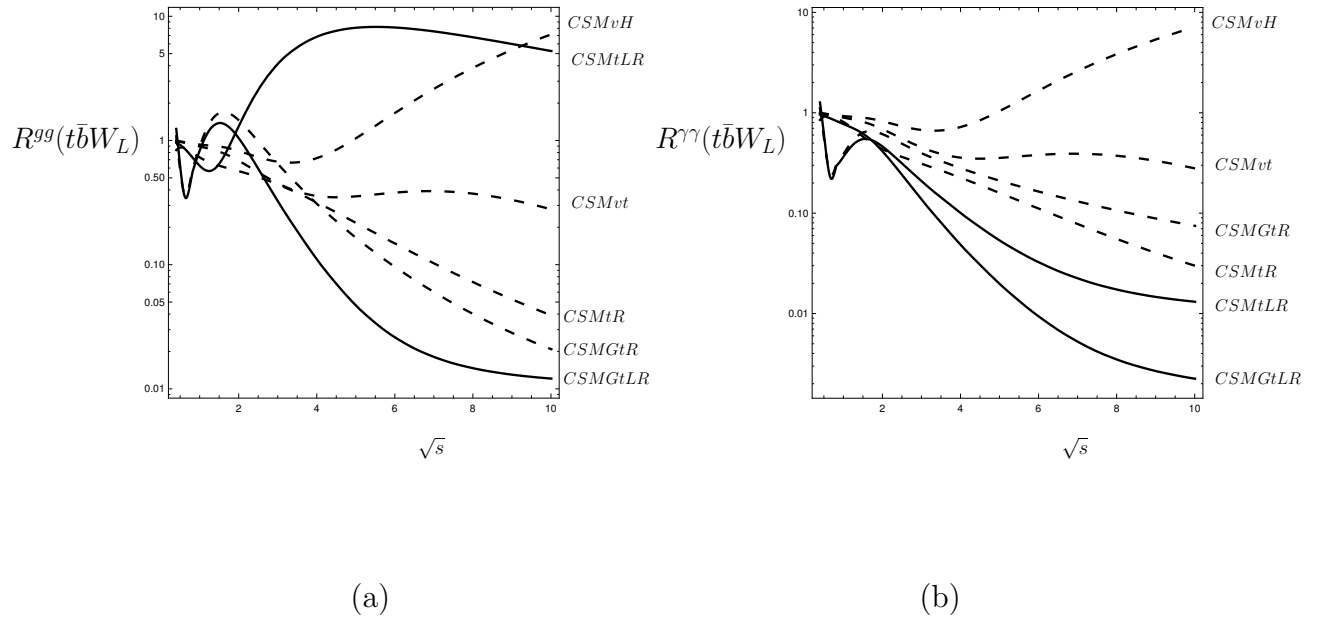 10
5
1
0.50
0.10
0.05
0.01
R^{gg}(t\bar{b}W_L)
2 4 6 8 10
√s
CSMvH
CSMtLR
CSMvt
CSMtR
CSMGtR
CSMGtLR
(a)
10
1
0.10
0.01
R^{γγ}(t\bar{b}W_L)
2 4 6 8 10
√s
CSMvH
CSMvt
CSMGtR
CSMtR
CSMtLR
CSMGtLR
(b)